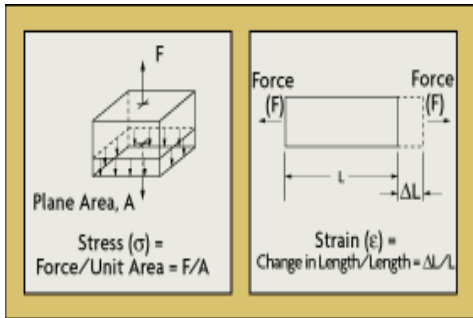 F
Plane Area, A
Stress (σ) =
Force/Unit Area = F/A
Force
(F)
Force
(F)
L
ΔL
Strain (ε) =
Change in Length/Length = ΔL/L